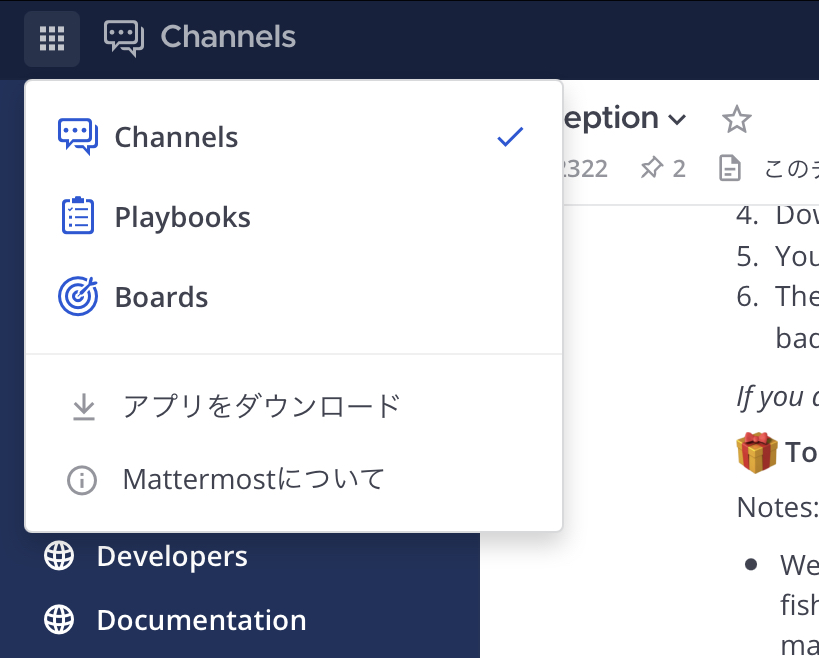 Channels
Channels
Playbooks
Boards
アプリをダウンロード
Mattermostについて
Developers
Documentation
eption
2322
2
この
4. Dow
5. You
6. The
bad
If you
To
Notes:
We
fish
ma